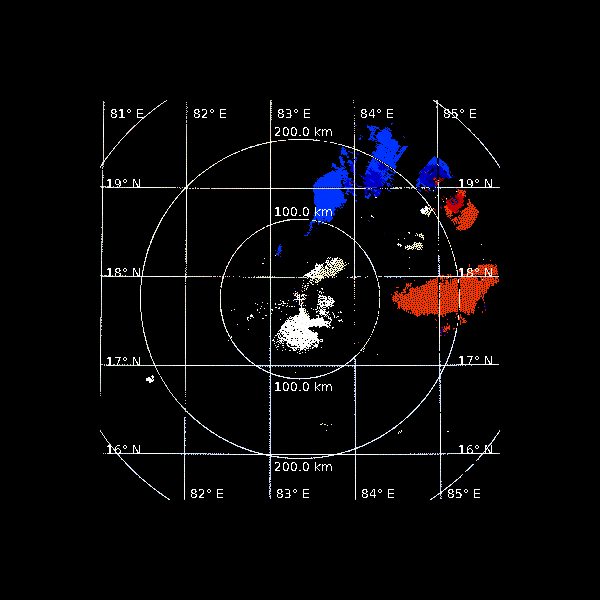 81° E 82° E 83° E 84° E 85° E
200.0 km
19° N 19° N
100.0 km
18° N 18° N
17° N 17° N
100.0 km
16° N 16° N
200.0 km
82° E 83° E 84° E 85° E